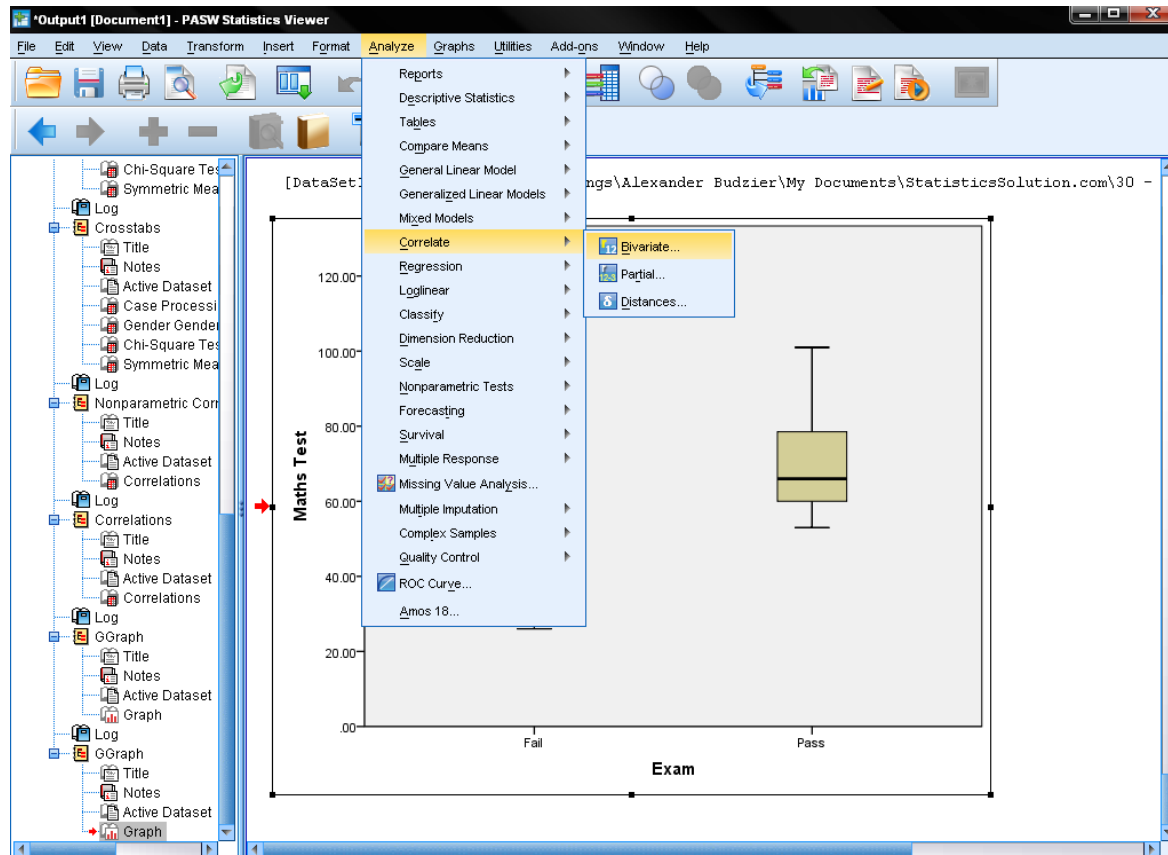 *Output1 [Document1] - PASW Statistics Viewer
File Edit View Data Transform Insert Format Analyze Graphs Utilities Add-ons Window Help
Reports
Descriptive Statistics
Tables
Compare Means
General Linear Model
Generalized Linear Models
Mixed Models
Correlate
Regression
Loglinear
Classify
Dimension Reduction
Scale
Nonparametric Tests
Forecasting
Survival
Multiple Response
Missing Value Analysis...
Multiple Imputation
Complex Samples
Quality Control
ROC Curve...
Amos 18...
Bivariate...
Partial...
Distances...
Chi-Square Tes
Symmetric Mea
Log
Crosstabs
Title
Notes
Active Dataset
Case Processi
Gender Gender
Chi-Square Tes
Symmetric Mea
Log
Nonparametric Corr
Title
Notes
Active Dataset
Correlations
Log
Correlations
Title
Notes
Active Dataset
Correlations
Log
GGraph
Title
Notes
Active Dataset
Graph
Log
GGraph
Title
Notes
Active Dataset
Graph
[DataSet ngs\Alexander Budzier\My Documents\StatisticsSolution.com\30 -
120.00
100.00
80.00
60.00
40.00
20.00
.00
Maths Test
Fail Pass
Exam